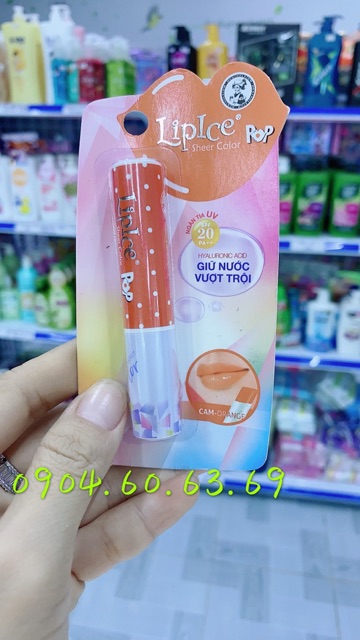 LipIce POP
Sheer Color
NGĂN TIA UV
SPF
20
PA++
HYALURONIC ACID
GIỮ NƯỚC
VƯỢT TRỘI
LipIce
POP
UV
CAM-ORANGE
0904.60.63.69